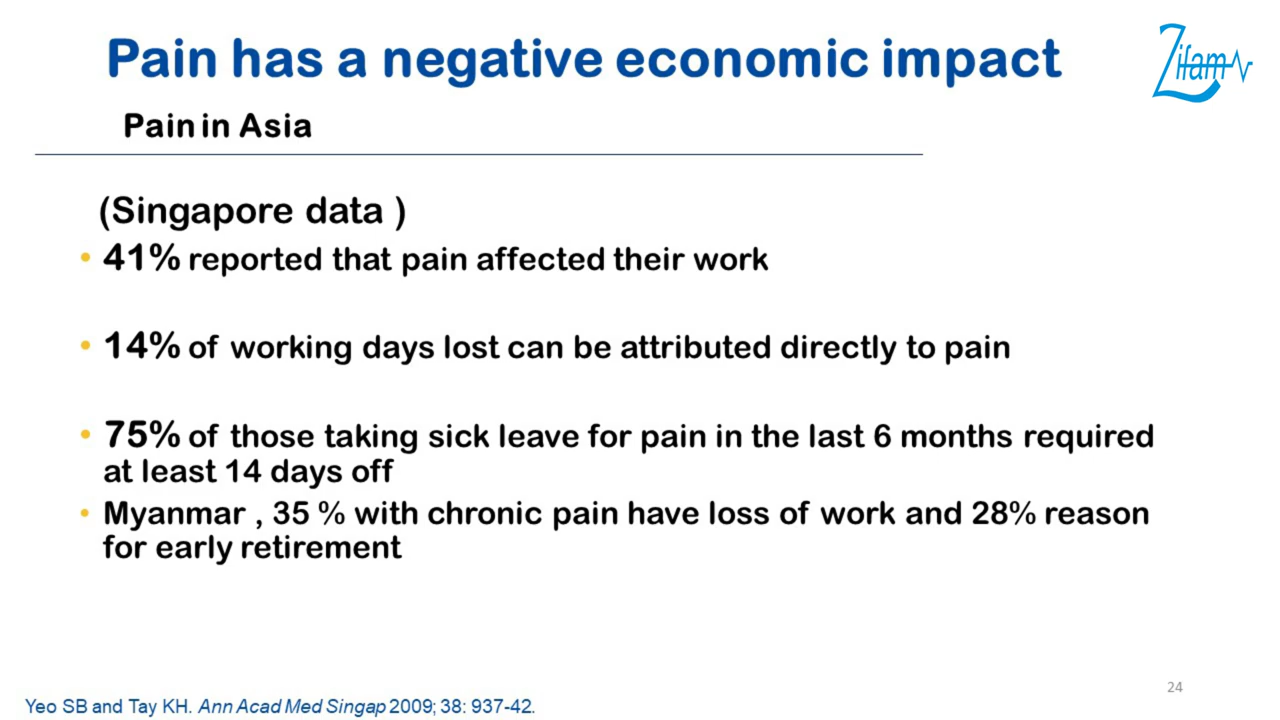 Pain has a negative economic impact
Zifam
Pain in Asia
(Singapore data )
• 41% reported that pain affected their work
• 14% of working days lost can be attributed directly to pain
• 75% of those taking sick leave for pain in the last 6 months required
at least 14 days off
• Myanmar , 35 % with chronic pain have loss of work and 28% reason
for early retirement
24
Yeo SB and Tay KH. Ann Acad Med Singap 2009; 38: 937-42.